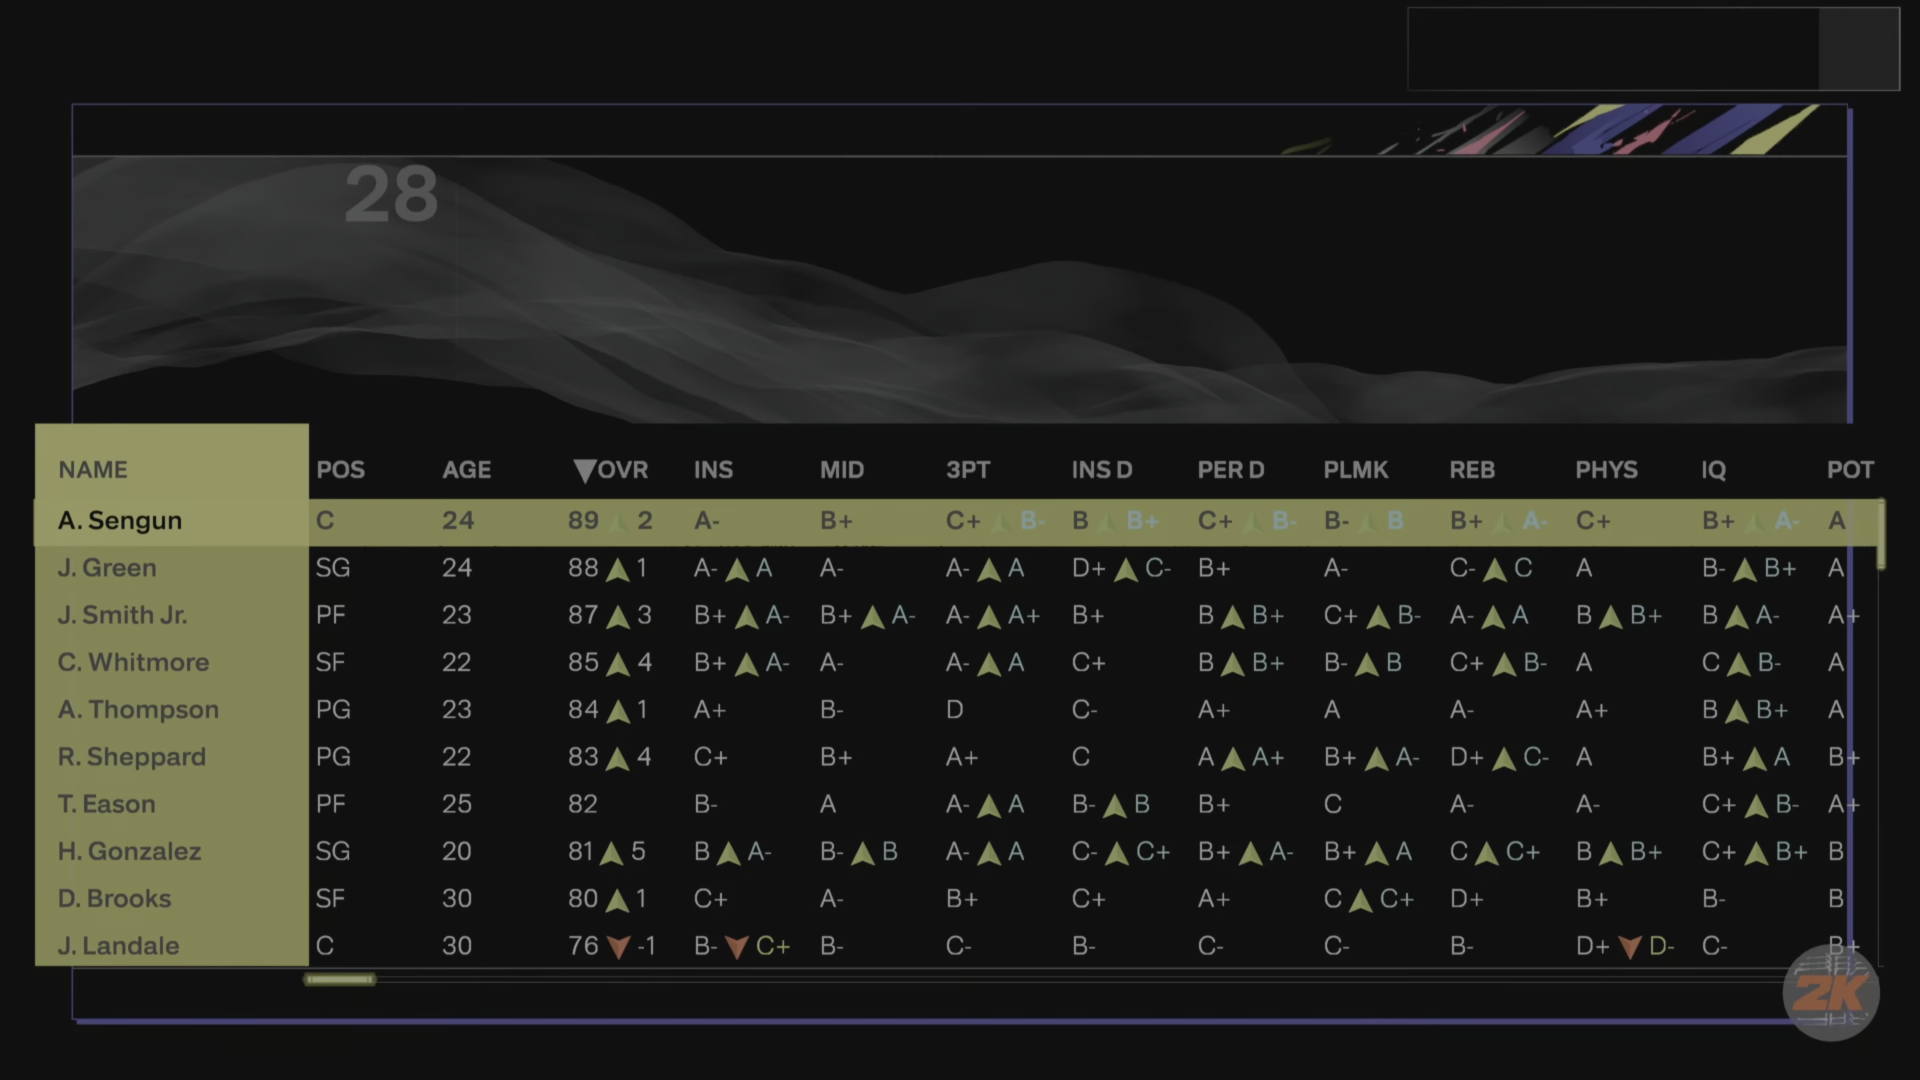 28
NAME POS AGE OVR INS MID 3PT INS D PER D PLMK REB PHYS IQ POT
A. Sengun C 24 89 2 A- B+ C+ B- B B+ C+ B- B- B B+ A- C+ B+ A- A
J. Green SG 24 88 1 A- A A- A- A D+ C- B+ A- C- C A B- B+ A
J. Smith Jr. PF 23 87 3 B+ A- B+ A- A- A+ B+ B B+ C+ B- A- A B B+ B A- A+
C. Whitmore SF 22 85 4 B+ A- A- A- A C+ B B+ B- B C+ B- A C B- A
A. Thompson PG 23 84 1 A+ B- D C- A+ A A- A+ B B+ A
R. Sheppard PG 22 83 4 C+ B+ A+ C A A+ B+ A- D+ C- A B+ A B+
T. Eason PF 25 82 B- A A- A B- B B+ C A- A- C+ B- A+
H. Gonzalez SG 20 81 5 B A- B- B A- A C- C+ B+ A- B+ A C C+ B B+ C+ B+ B
D. Brooks SF 30 80 1 C+ A- B+ C+ A+ C C+ D+ B+ B- B
J. Landale C 30 76 -1 B- C+ B- C- B- C- C- B- D+ D- C- B+
2K